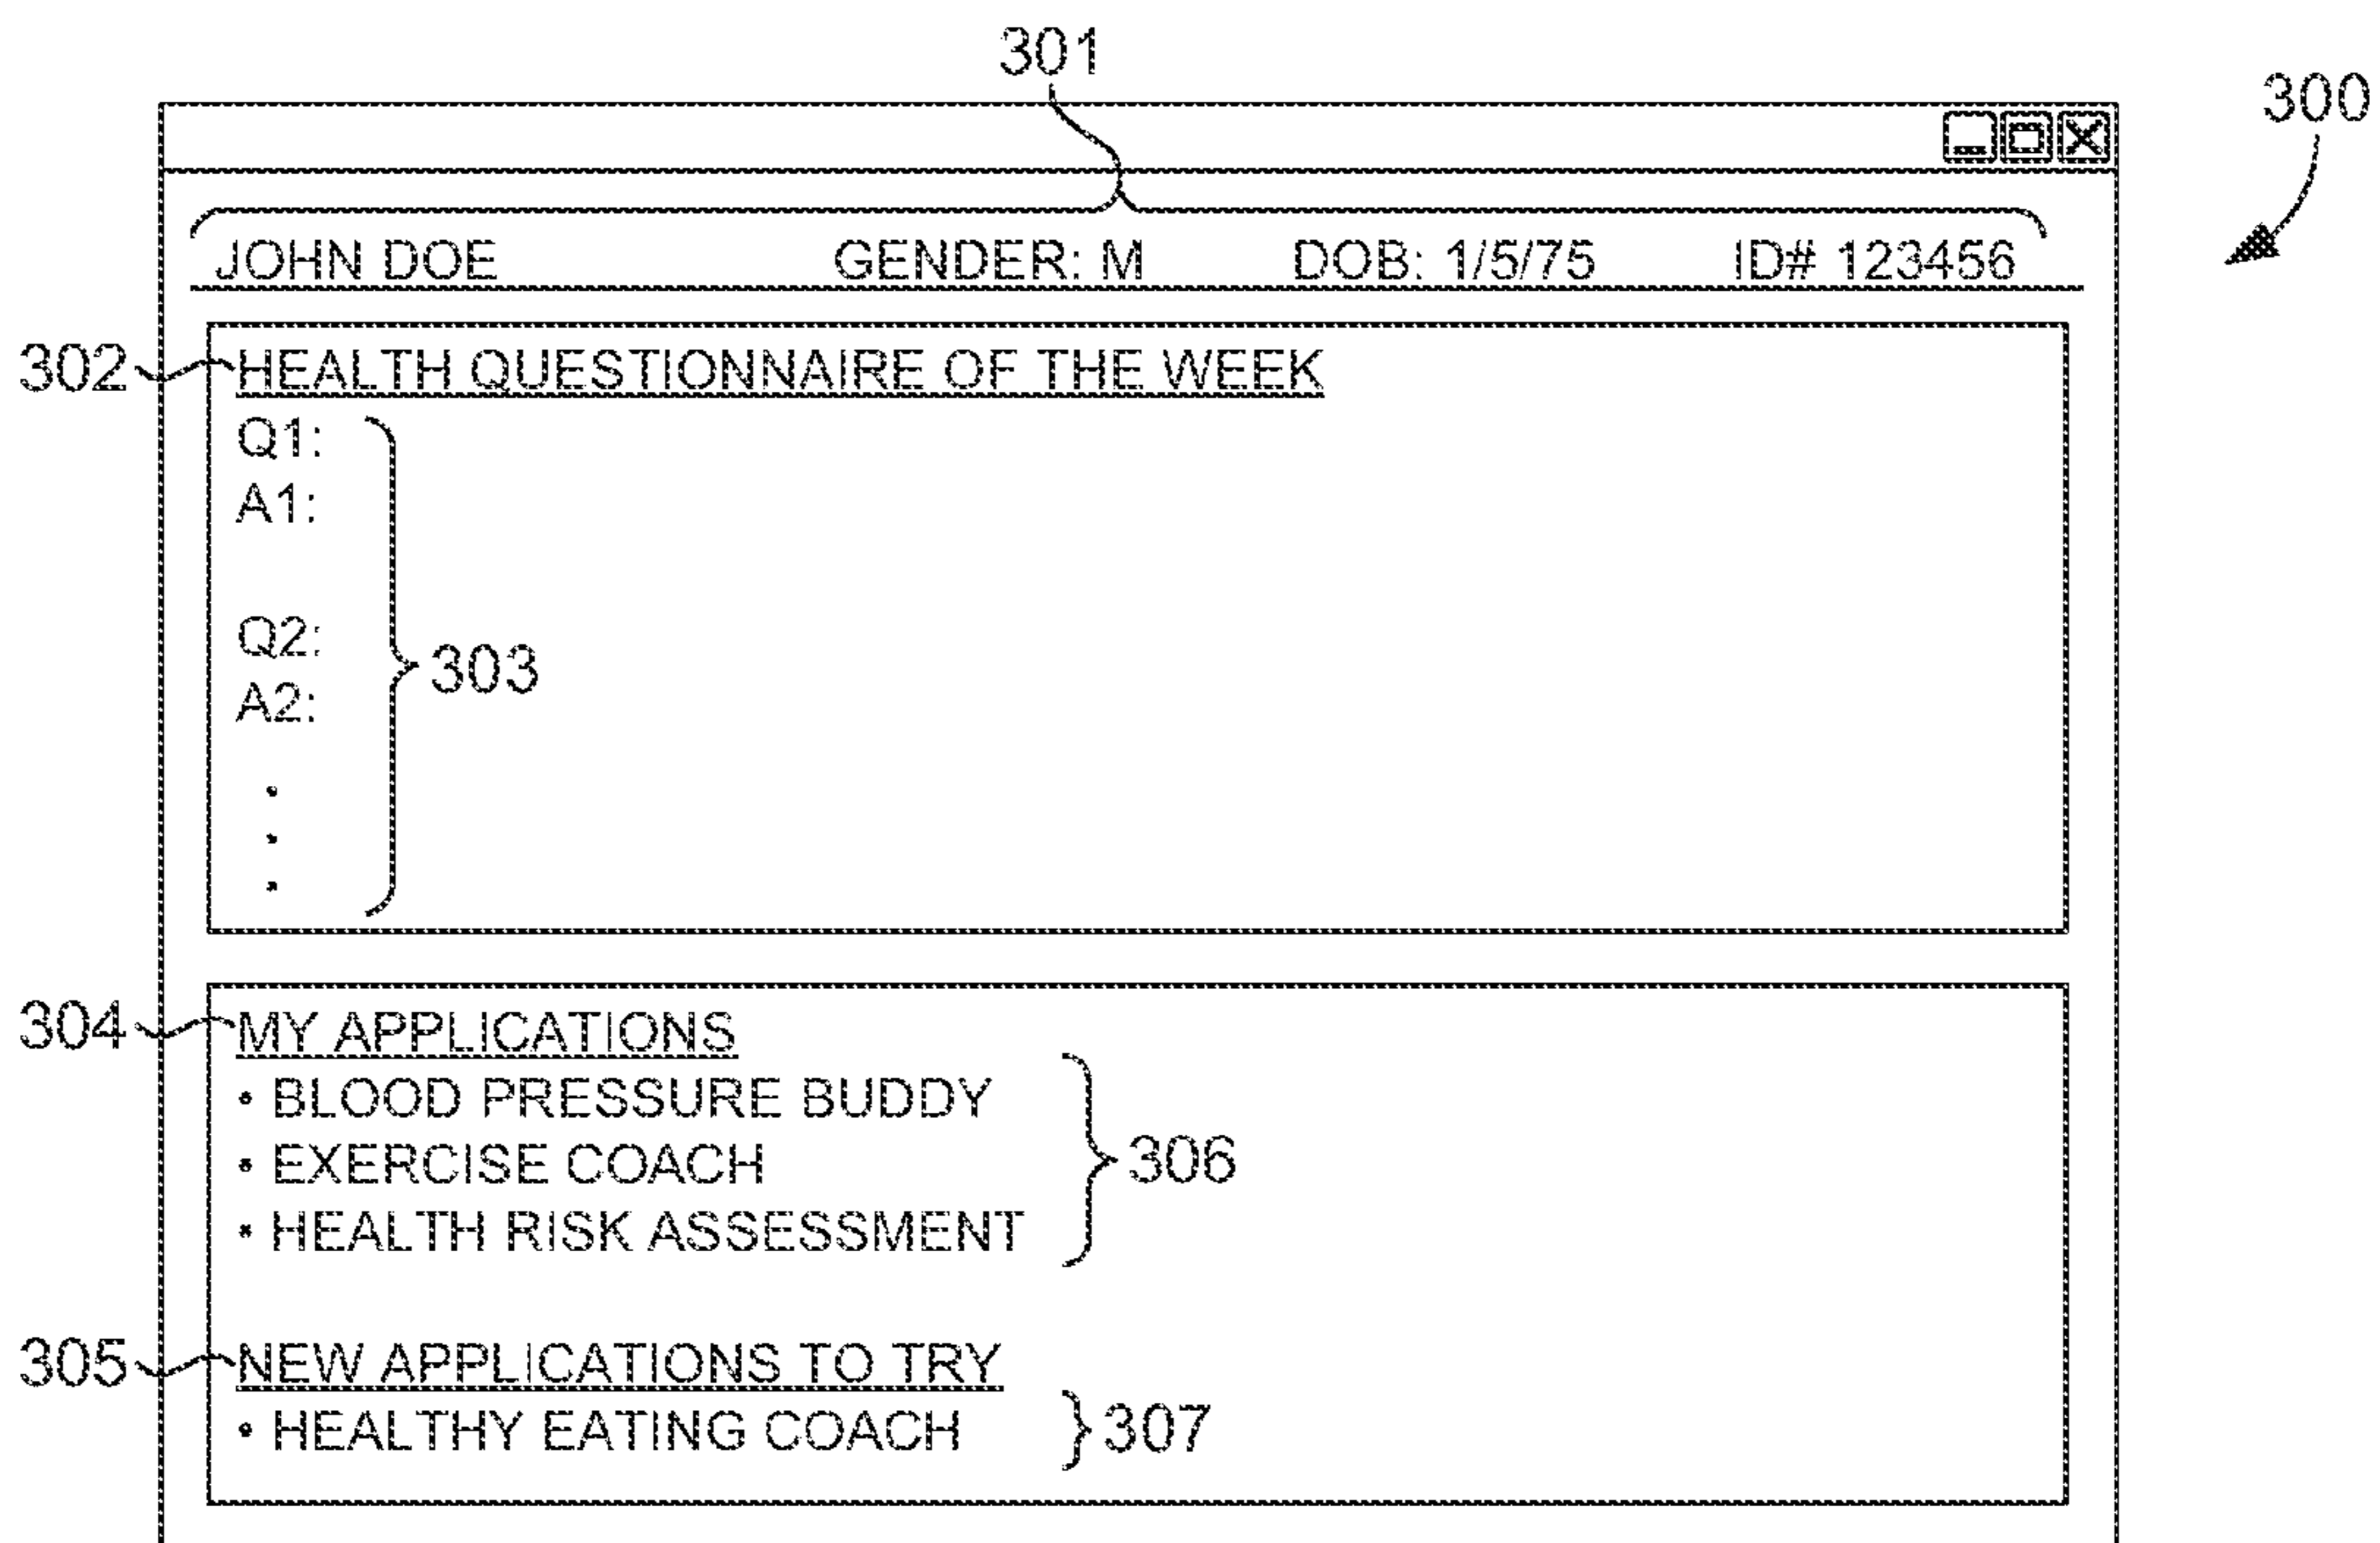 301
300
JOHN DOE GENDER: M DOB: 1/5/75 ID# 123456
302 HEALTH QUESTIONNAIRE OF THE WEEK
Q1:
A1:
Q2:
303
A2:
304 MY APPLICATIONS
• BLOOD PRESSURE BUDDY
• EXERCISE COACH 306
• HEALTH RISK ASSESSMENT
305 NEW APPLICATIONS TO TRY
• HEALTHY EATING COACH 307